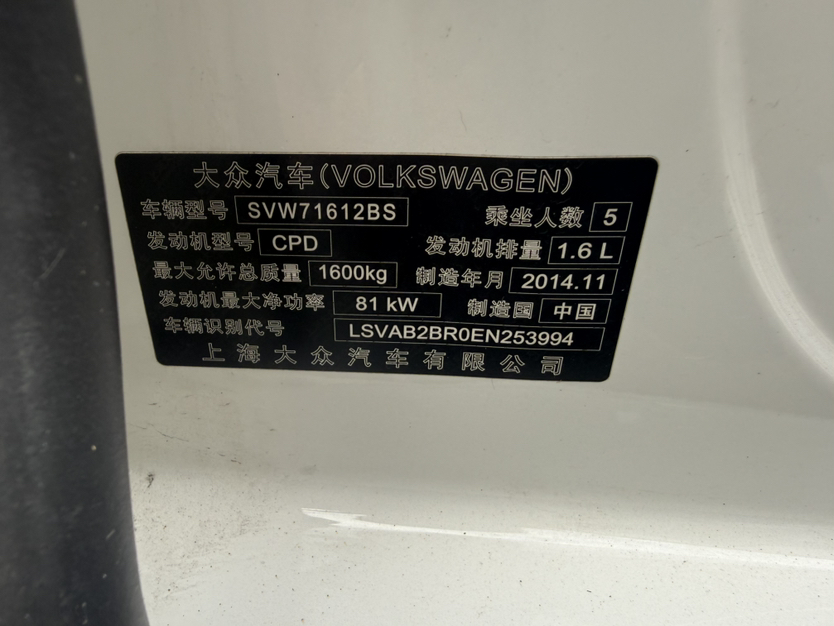 大众汽车(VOLKSWAGEN)
车辆型号 SVW71612BS 乘坐人数 5
发动机型号 CPD 发动机排量 1.6 L
最大允许总质量 1600kg 制造年月 2014.11
发动机最大净功率 81 kW 制造国 中国
车辆识别代号 LSVAB2BR0EN253994
上海大众汽车有限公司